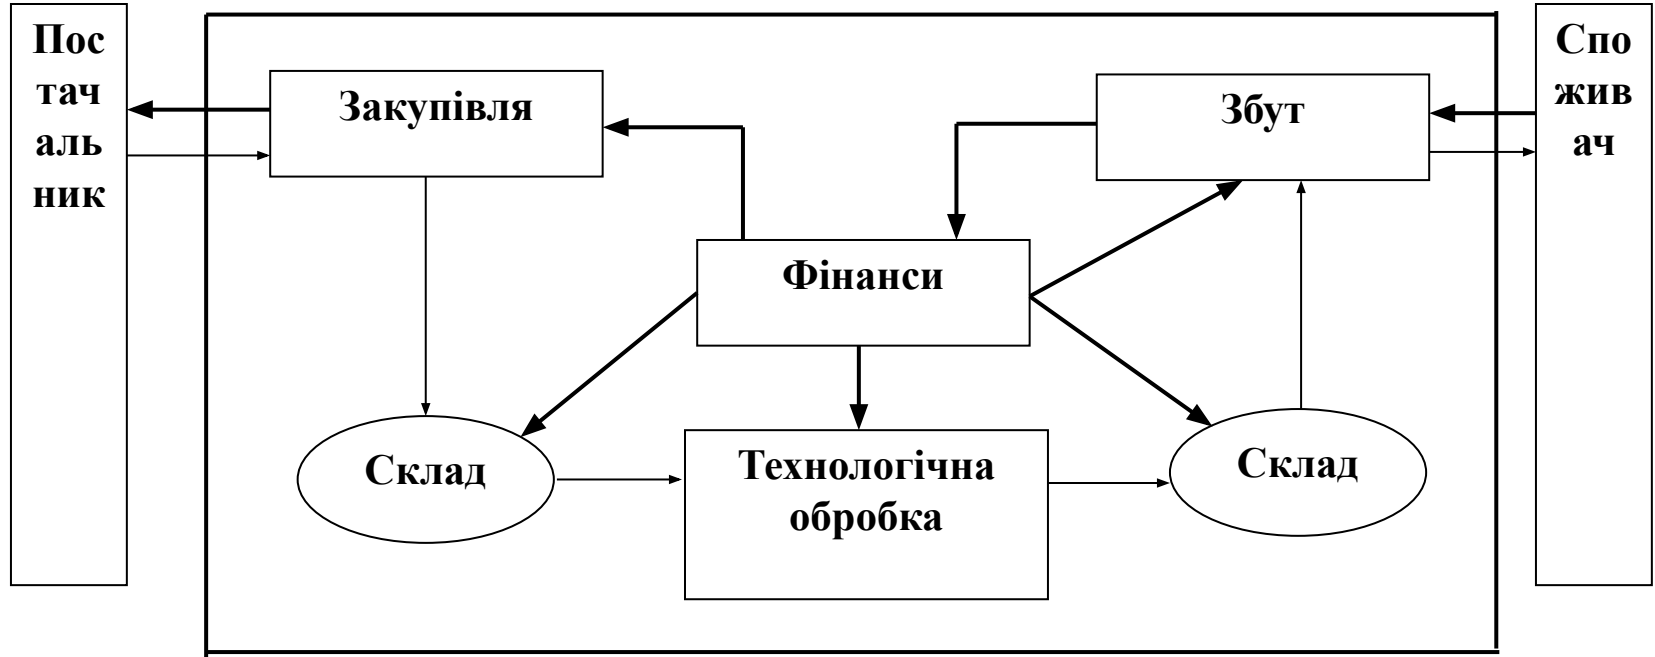 Пос
тач
аль
ник
Закупівля
Збут
Спо
жив
ач
Фінанси
Склад
Технологічна
обробка
Склад